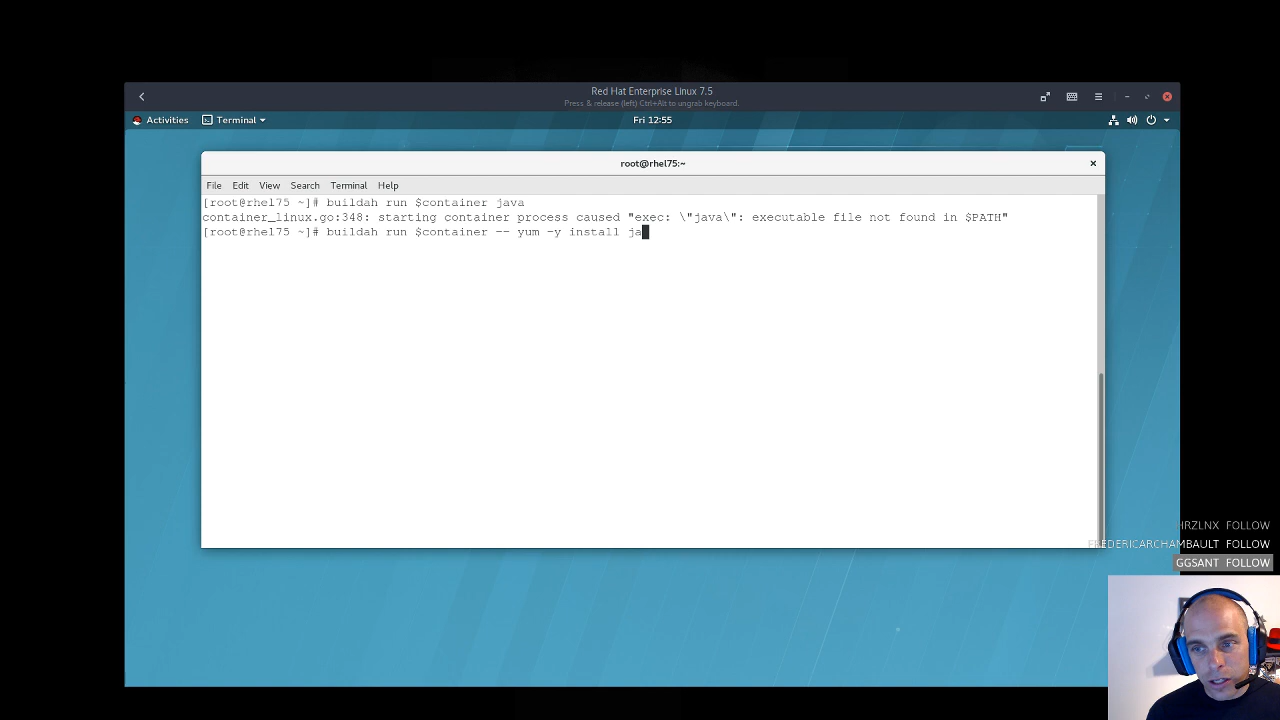 Red Hat Enterprise Linux 7.5
Press & release (left) Ctrl+Alt to ungrab keyboard.
Activities Terminal Fri 12:55
root@rhel75:~
File Edit View Search Terminal Help
[root@rhel75 ~]# buildah run $container java
container_linux.go:348: starting container process caused "exec: \"java\": executable file not found in $PATH"
[root@rhel75 ~]# buildah run $container -- yum -y install ja
HRZLNX FOLLOW
FREDERICARCHAMBAULT FOLLOW
GGSANT FOLLOW